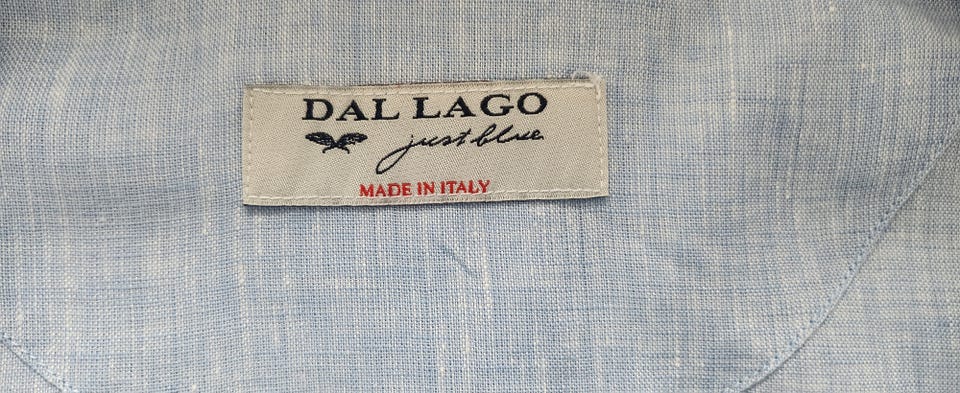 DAL LAGO
just blue
MADE IN ITALY